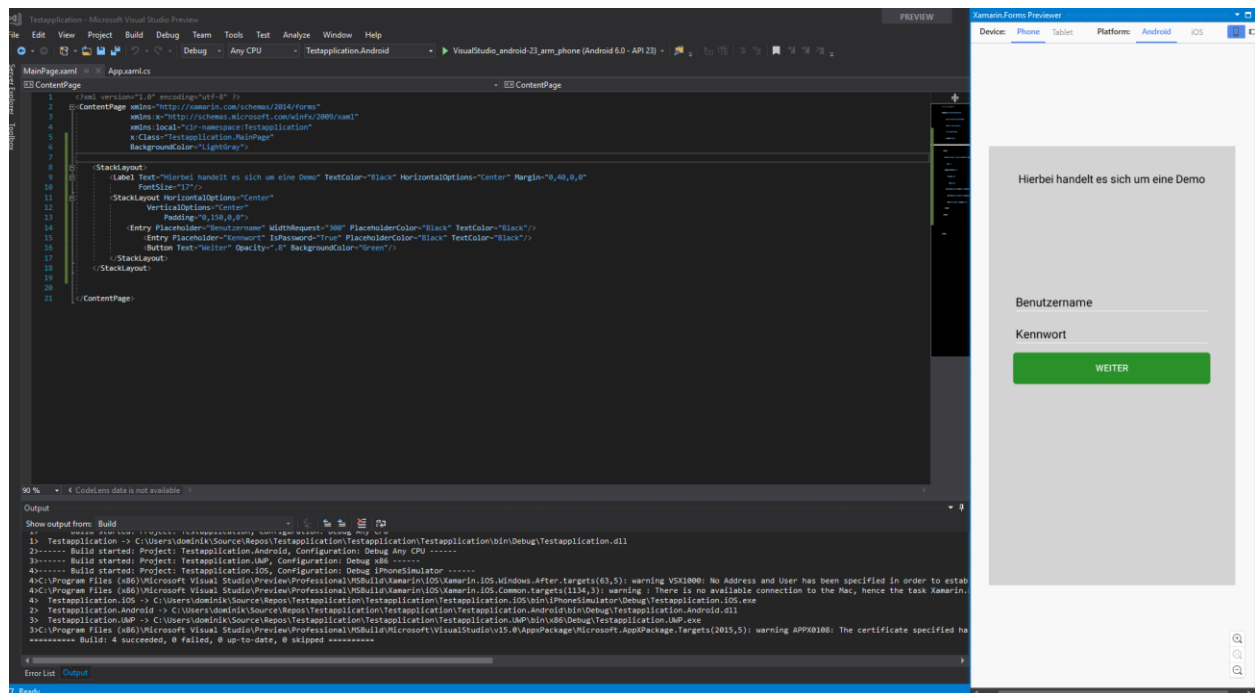 Testapplication - Microsoft Visual Studio Preview
PREVIEW
File Edit View Project Build Debug Team Tools Test Analyze Window Help
Debug Any CPU Testapplication.Android VisualStudio_android-23_arm_phone (Android 6.0 - API 23)
Server Explorer
Toolbox
MainPage.xaml App.xaml.cs
ContentPage ContentPage
1 <?xml version="1.0" encoding="utf-8" ?>
2 <ContentPage xmlns="http://xamarin.com/schemas/2014/forms"
3 xmlns:x="http://schemas.microsoft.com/winfx/2009/xaml"
4 xmlns:local="clr-namespace:Testapplication"
5 x:Class="Testapplication.MainPage"
6 BackgroundColor="LightGray">
7
8 <StackLayout>
9 <Label Text="Hierbei handelt es sich um eine Demo" TextColor="Black" HorizontalOptions="Center" Margin="0,40,0,0"
10 FontSize="17"/>
11 <StackLayout HorizontalOptions="Center"
12 VerticalOptions="Center"
13 Padding="0,150,0,0">
14 <Entry Placeholder="Benutzername" WidthRequest="300" PlaceholderColor="Black" TextColor="Black"/>
15 <Entry Placeholder="Kennwort" IsPassword="True" PlaceholderColor="Black" TextColor="Black"/>
16 <Button Text="Weiter" Opacity=".8" BackgroundColor="Green"/>
17 </StackLayout>
18 </StackLayout>
19
20
21 </ContentPage>
90 % CodeLens data is not available
Output
Show output from: Build
1> Testapplication -> C:\Users\dominik\Source\Repos\Testapplication\Testapplication\Testapplication\bin\Debug\Testapplication.dll
2>------ Build started: Project: Testapplication.Android, Configuration: Debug Any CPU ------
3>------ Build started: Project: Testapplication.UWP, Configuration: Debug x86 ------
4>------ Build started: Project: Testapplication.iOS, Configuration: Debug iPhoneSimulator ------
4>C:\Program Files (x86)\Microsoft Visual Studio\Preview\Professional\MSBuild\Xamarin\iOS\Xamarin.iOS.Windows.After.targets(63,5): warning VSX1000: No Address and User has been specified in order to estab
4>C:\Program Files (x86)\Microsoft Visual Studio\Preview\Professional\MSBuild\Xamarin\iOS\Xamarin.iOS.Common.targets(1134,3): warning : There is no available connection to the Mac, hence the task Xamarin.
4> Testapplication.iOS -> C:\Users\dominik\Source\Repos\Testapplication\Testapplication\Testapplication.iOS\bin\iPhoneSimulator\Debug\Testapplication.iOS.exe
2> Testapplication.Android -> C:\Users\dominik\Source\Repos\Testapplication\Testapplication\Testapplication.Android\bin\Debug\Testapplication.Android.dll
3> Testapplication.UWP -> C:\Users\dominik\Source\Repos\Testapplication\Testapplication\Testapplication.UWP\bin\x86\Debug\Testapplication.UWP.exe
3>C:\Program Files (x86)\Microsoft Visual Studio\Preview\Professional\MSBuild\Microsoft\VisualStudio\v15.0\AppxPackage\Microsoft.AppXPackage.Targets(2015,5): warning APPX0108: The certificate specified ha
========== Build: 4 succeeded, 0 failed, 0 up-to-date, 0 skipped ==========
Error List Output
Ready
Xamarin.Forms Previewer
Device: Phone Tablet Platform: Android iOS
Hierbei handelt es sich um eine Demo
Benutzername
Kennwort
WEITER